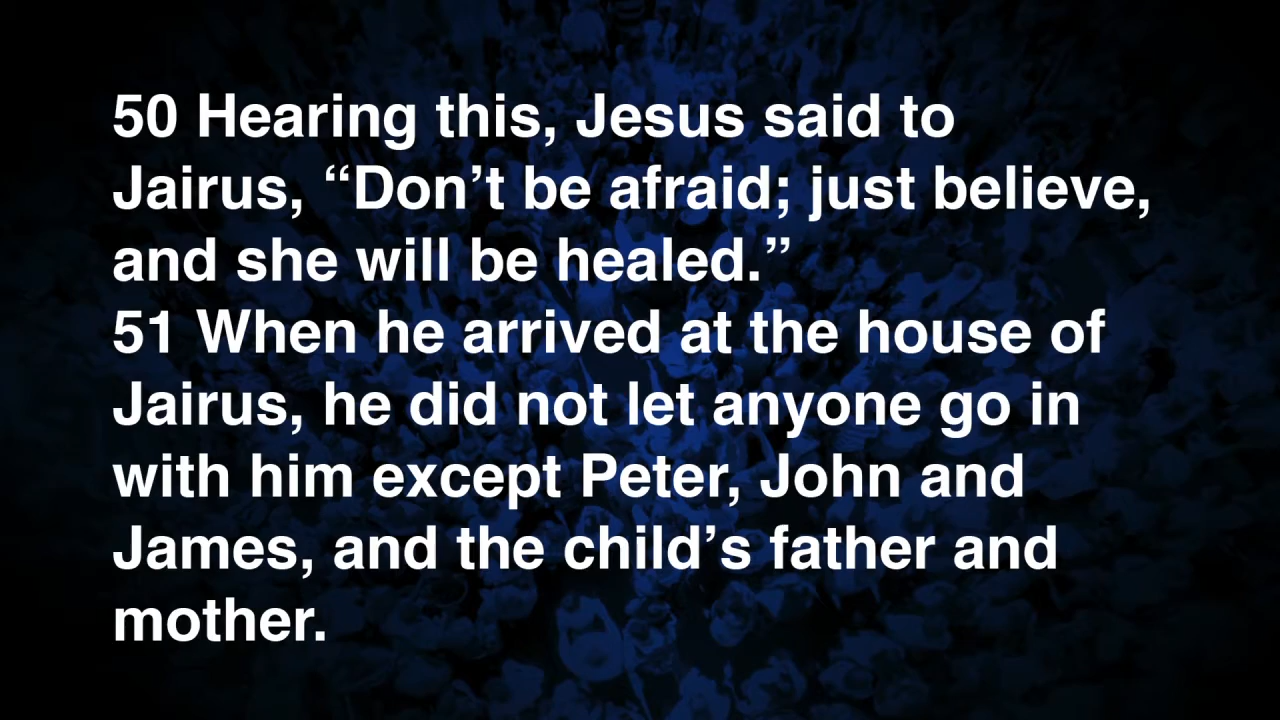 50 Hearing this, Jesus said to
Jairus, “Don’t be afraid; just believe,
and she will be healed.”
51 When he arrived at the house of
Jairus, he did not let anyone go in
with him except Peter, John and
James, and the child’s father and
mother.